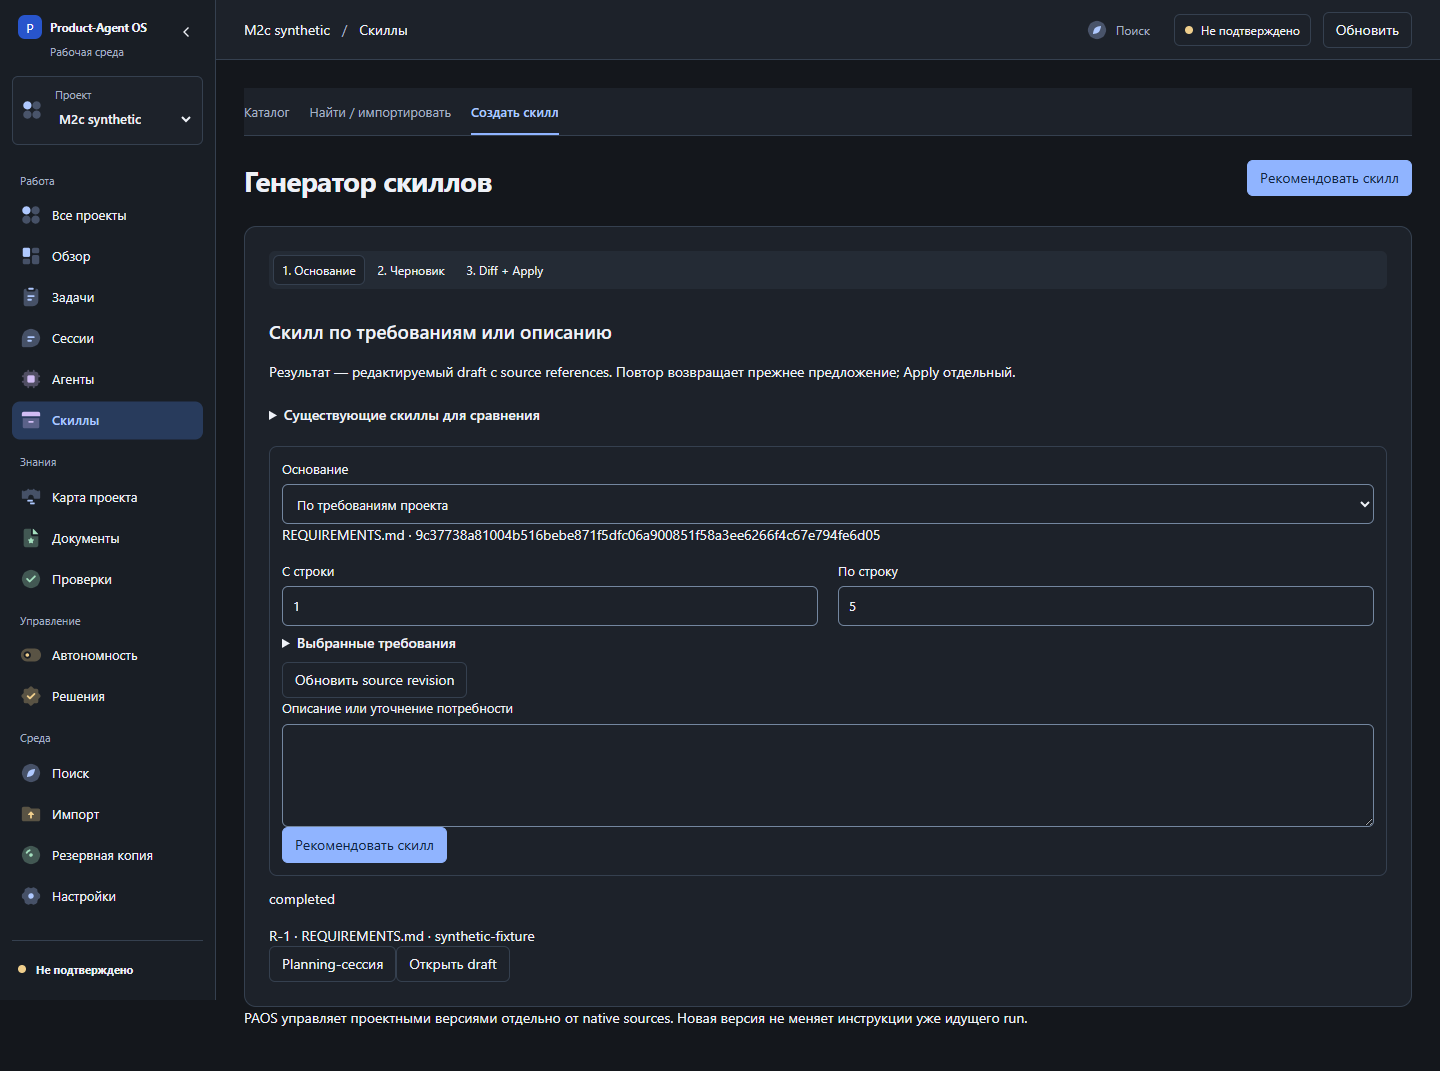 P
Product-Agent OS
Рабочая среда
Проект
M2c synthetic
Работа
Все проекты
Обзор
Задачи
Сессии
Агенты
Скиллы
Знания
Карта проекта
Документы
Проверки
Управление
Автономность
Решения
Среда
Поиск
Импорт
Резервная копия
Настройки
Не подтверждено
M2c synthetic / Скиллы
Поиск
Не подтверждено
Обновить
Каталог
Найти / импортировать
Создать скилл
Генератор скиллов
Рекомендовать скилл
1. Основание
2. Черновик
3. Diff + Apply
Скилл по требованиям или описанию
Результат — редактируемый draft с source references. Повтор возвращает прежнее предложение; Apply отдельный.
Существующие скиллы для сравнения
Основание
По требованиям проекта
REQUIREMENTS.md · 9c37738a81004b516bebe871f5dfc06a900851f58a3ee6266f4c67e794fe6d05
С строки
По строку
1
5
Выбранные требования
Обновить source revision
Описание или уточнение потребности
Рекомендовать скилл
completed
R-1 · REQUIREMENTS.md · synthetic-fixture
Planning-сессия
Открыть draft
PAOS управляет проектными версиями отдельно от native sources. Новая версия не меняет инструкции уже идущего run.